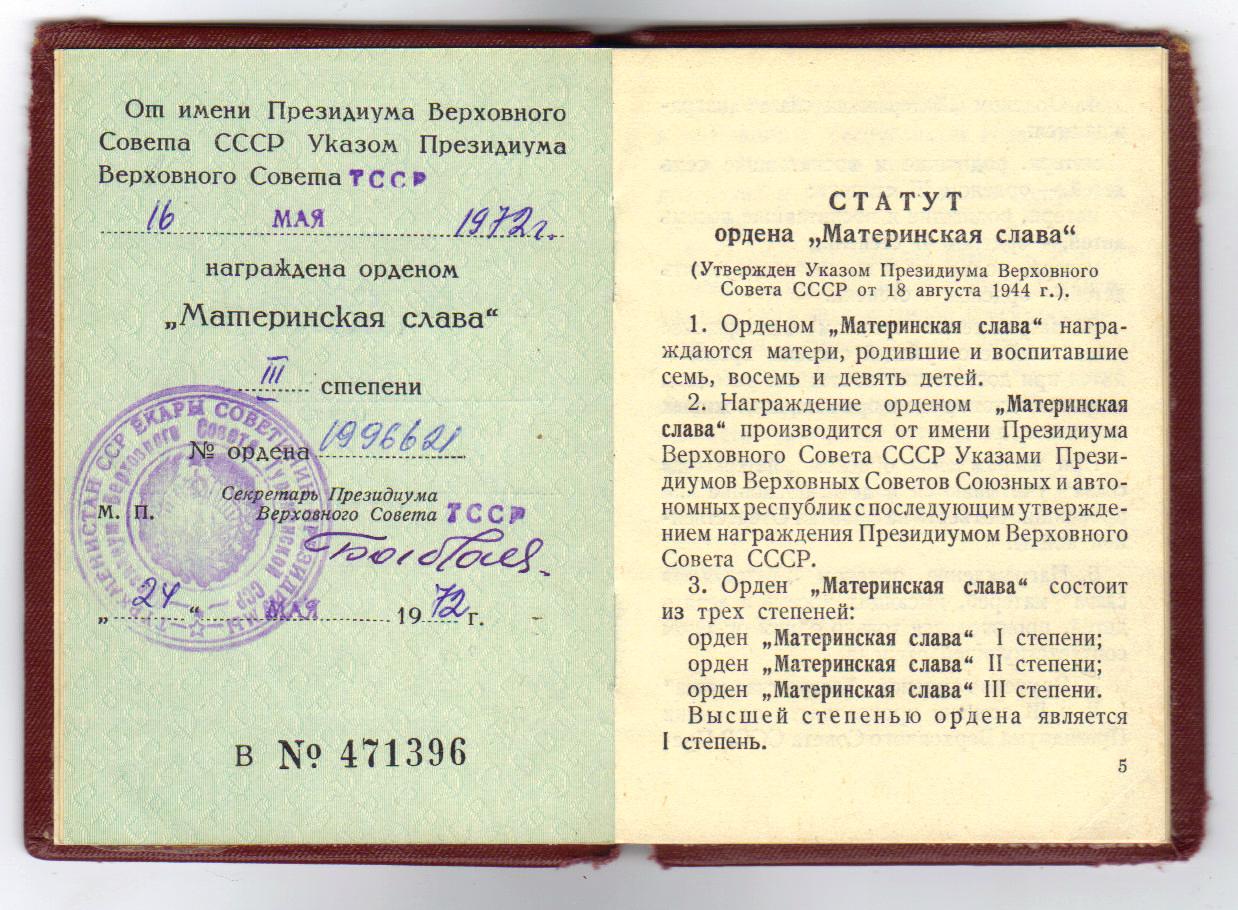 От имени Президиума Верховного
Совета СССР Указом Президиума
Верховного Совета ТССР
16 МАЯ 1972г.
награждена орденом
„Материнская слава“
III степени
№ ордена 1996621
Секретарь Президиума
М. П. Верховного Совета ТССР
„24“ МАЯ 1972 г.
В № 471396
СТАТУТ
ордена „Материнская слава“
(Утвержден Указом Президиума Верховного
Совета СССР от 18 августа 1944 г.).
1. Орденом „Материнская слава“ награ-
ждаются матери, родившие и воспитавшие
семь, восемь и девять детей.
2. Награждение орденом „Материнская
слава“ производится от имени Президиума
Верховного Совета СССР Указами Прези-
диумов Верховных Советов Союзных и авто-
номных республик с последующим утвержде-
нием награждения Президиумом Верховного
Совета СССР.
3. Орден „Материнская слава“ состоит
из трех степеней:
орден „Материнская слава“ I степени;
орден „Материнская слава“ II степени;
орден „Материнская слава“ III степени.
Высшей степенью ордена является
I степень.
5